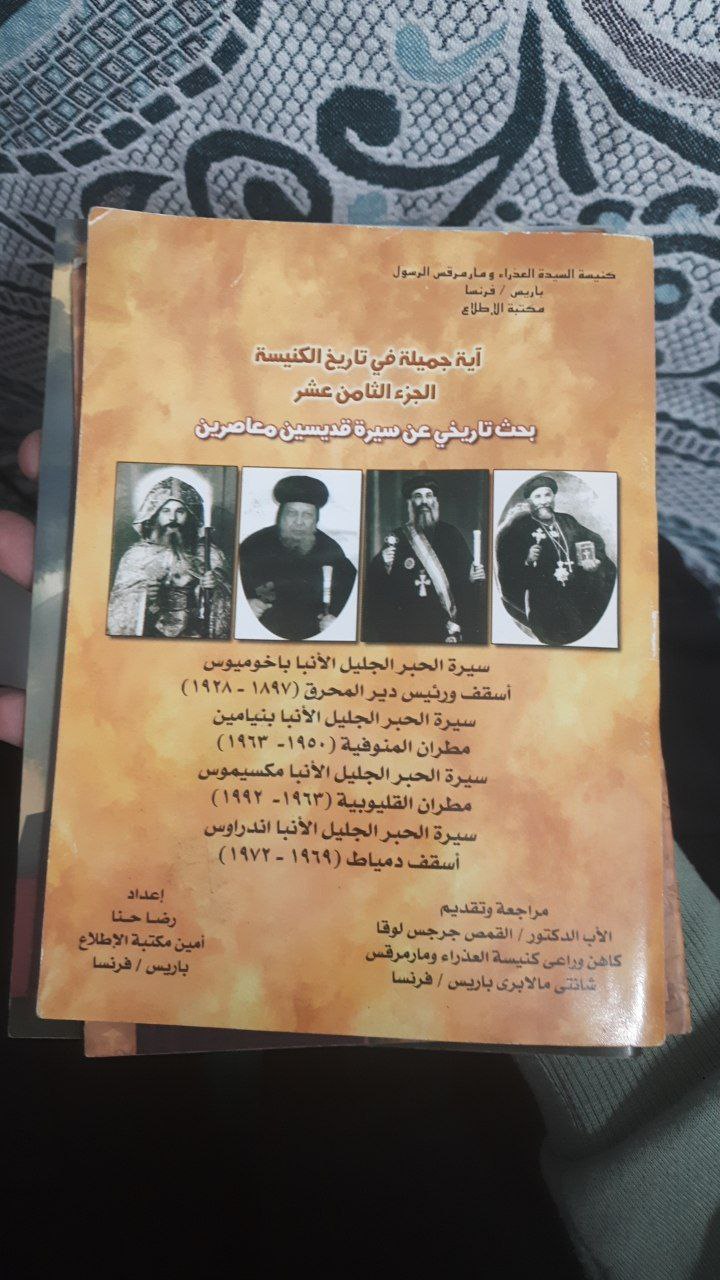 كنيسة السيدة العذراء ومارمرقس الرسول
باريس / فرنسا
مكتبة الإطلاع
آية جميلة في تاريخ الكنيسة
الجزء الثامن عشر
بحث تاريخي عن سيرة قديسين معاصرين
سيرة الحبر الجليل الأنبا باخوميوس
أسقف ورئيس دير المحرق (١٨٩٧ - ١٩٢٨)
سيرة الحبر الجليل الأنبا بنيامين
مطران المنوفية (١٩٥٠- ١٩٦٣)
سيرة الحبر الجليل الأنبا مكسيموس
مطران القليوبية (١٩٦٣- ١٩٩٢)
سيرة الحبر الجليل الأنبا اندراوس
أسقف دمياط (١٩٦٩ - ١٩٧٢)
مراجعة وتقديم
الأب الدكتور / القمص جرجس لوقا
كاهن وراعى كنيسة العذراء ومارمرقس
شاتنى مالابرى باريس / فرنسا
إعداد
رضا حنا
أمين مكتبة الإطلاع
باريس / فرنسا